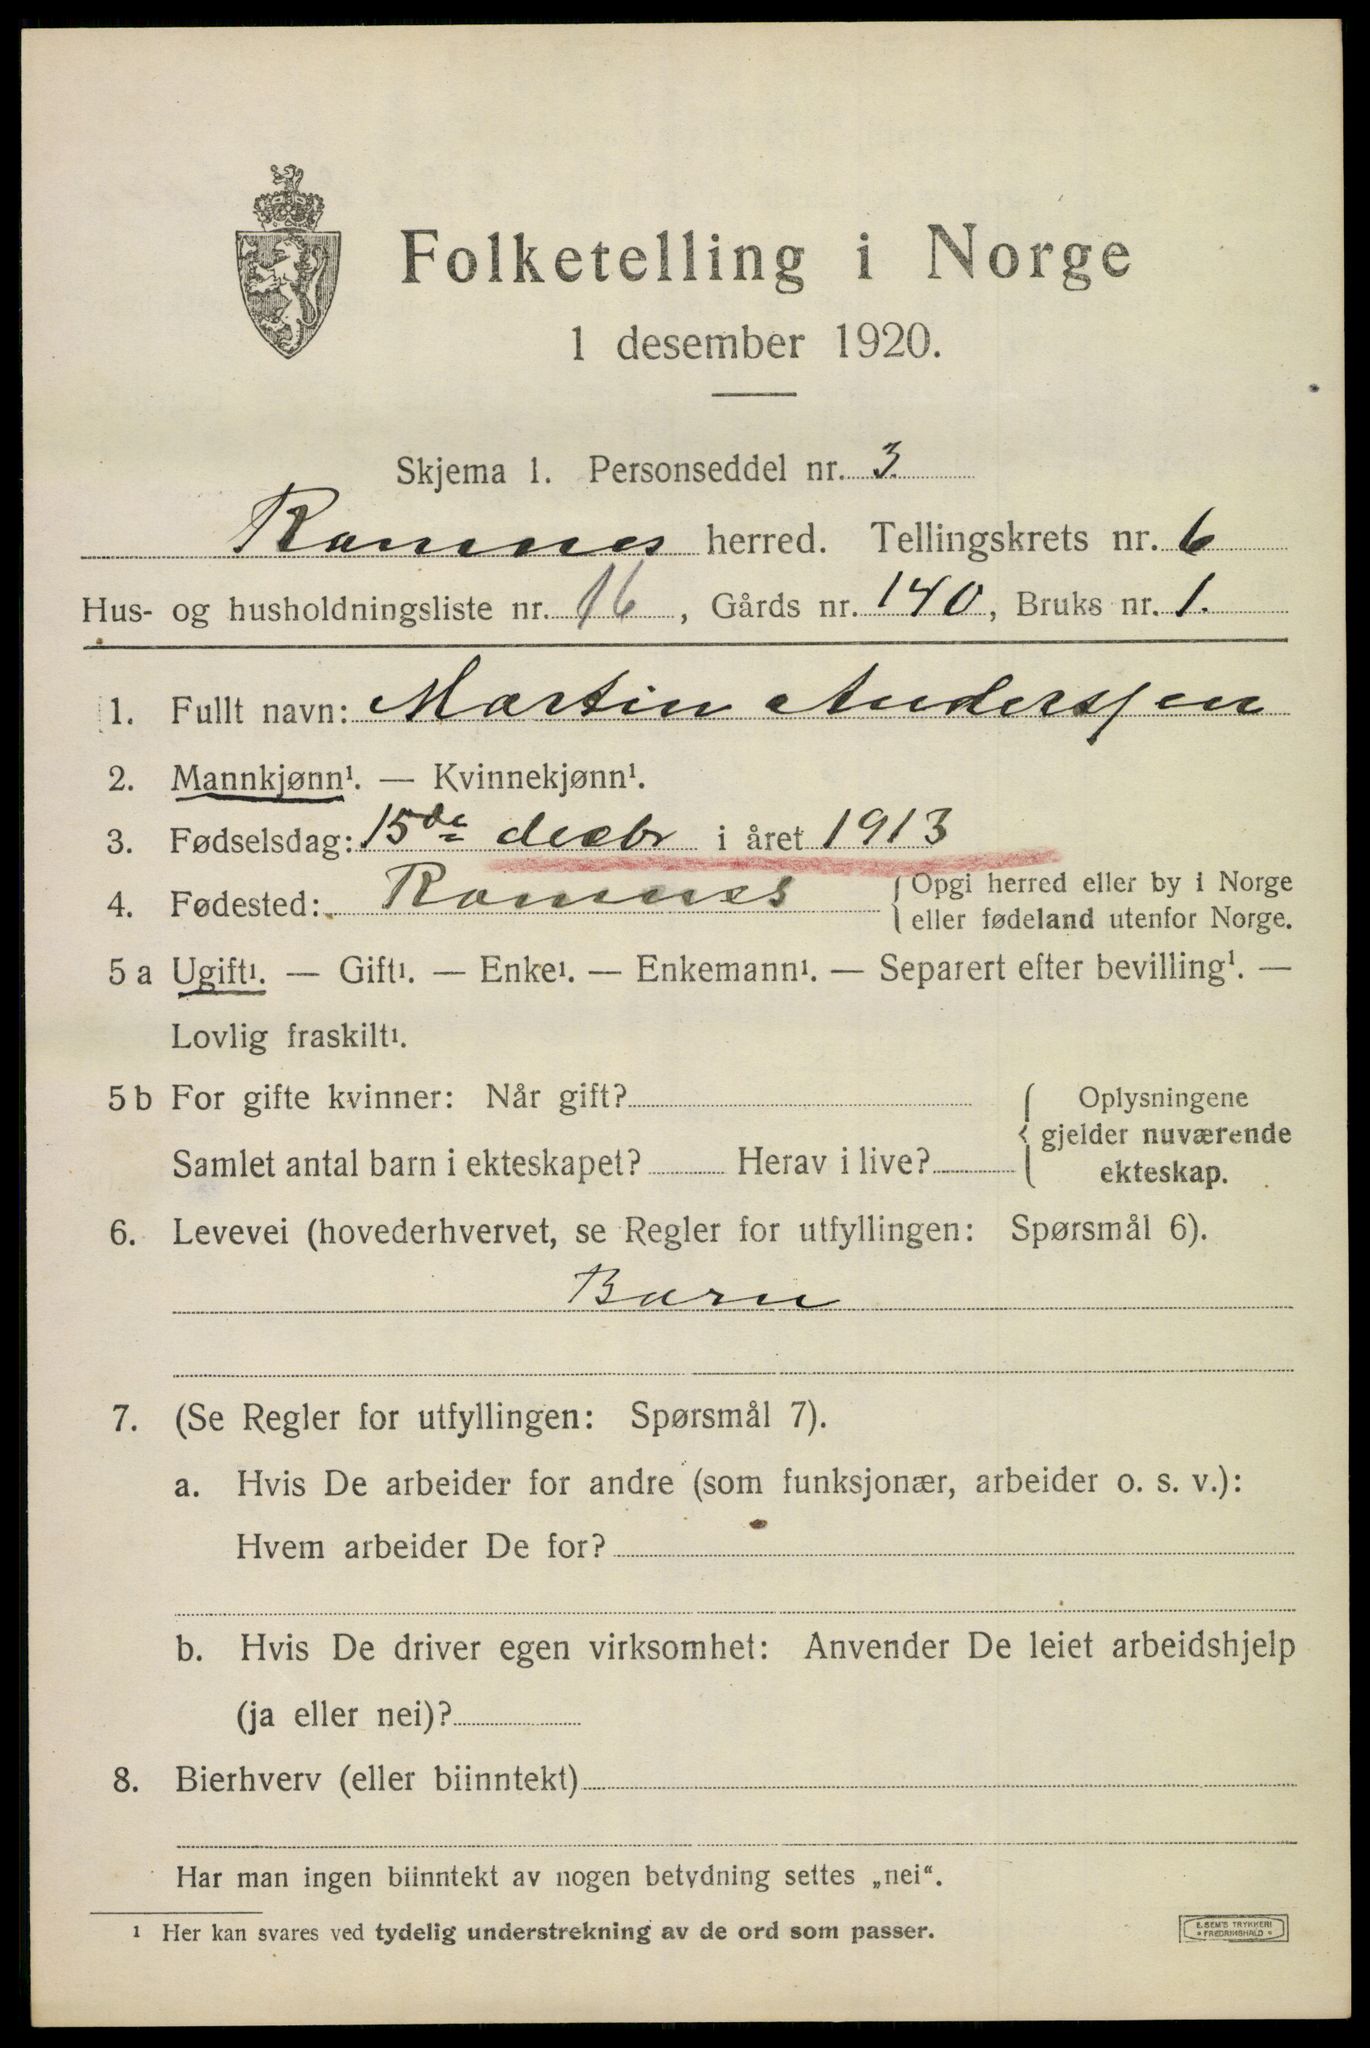 Folketelling i Norge
1 desember 1920.
Skjema 1. Personseddel nr. 3.
Ramnes herred. Tellingskrets nr. 6
Hus- og husholdningsliste nr. 16, Gårds nr. 140, Bruks nr. 1.
1. Fullt navn: Martin Anderssen
2. Mannkjønn¹. — Kvinnekjønn¹.
3. Fødselsdag: 15de decbr i året 1913
4. Fødested: Ramnes { Opgi herred eller by i Norge
eller fødeland utenfor Norge.
5 a Ugift¹. — Gift¹. — Enke¹. — Enkemann¹. — Separert efter bevilling¹. —
Lovlig fraskilt¹.
5 b For gifte kvinner: Når gift?
Samlet antal barn i ekteskapet? Herav i live?
{ Oplysningene
gjelder nuværende
ekteskap.
6. Levevei (hovederhvervet, se Regler for utfyllingen: Spørsmål 6).
Barn
7. (Se Regler for utfyllingen: Spørsmål 7).
a. Hvis De arbeider for andre (som funksjonær, arbeider o. s. v.):
Hvem arbeider De for?
b. Hvis De driver egen virksomhet: Anvender De leiet arbeidshjelp
(ja eller nei)?
8. Bierhverv (eller biinntekt)
Har man ingen biinntekt av nogen betydning settes „nei“.
¹ Her kan svares ved tydelig understrekning av de ord som passer.
E. SEM'S TRYKKERI
* FREDRIKSHALD *